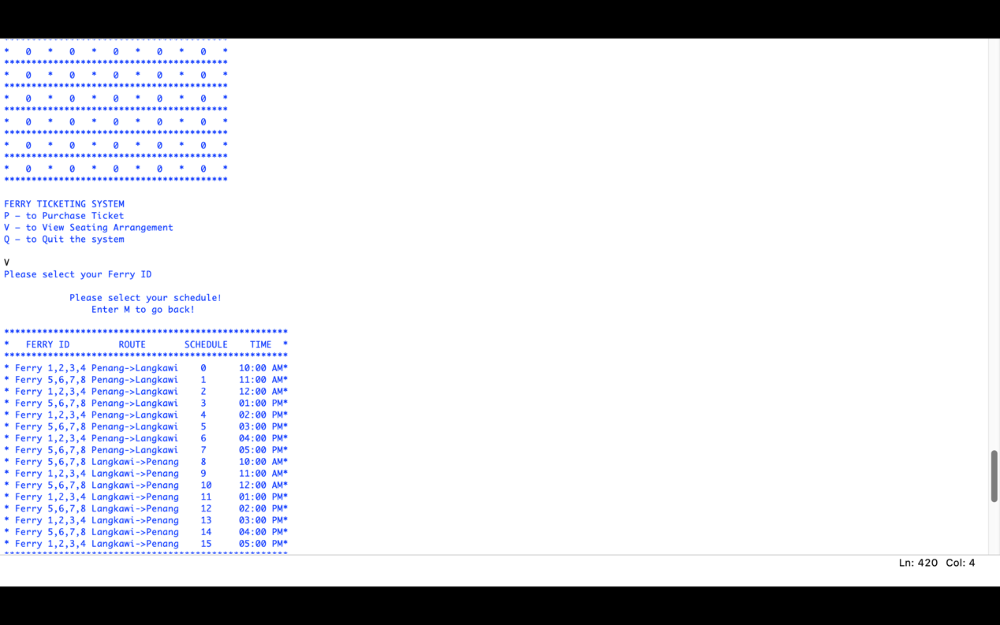 *****************************************
*   0   *   0   *   0   *   0   *   0   *
*****************************************
*   0   *   0   *   0   *   0   *   0   *
*****************************************
*   0   *   0   *   0   *   0   *   0   *
*****************************************
*   0   *   0   *   0   *   0   *   0   *
*****************************************
*   0   *   0   *   0   *   0   *   0   *
*****************************************
*   0   *   0   *   0   *   0   *   0   *
*****************************************
FERRY TICKETING SYSTEM
P – to Purchase Ticket
V – to View Seating Arrangement
Q – to Quit the system
V
Please select your Ferry ID
Please select your schedule!
Enter M to go back!
****************************************************
*   FERRY ID         ROUTE       SCHEDULE    TIME  *
****************************************************
* Ferry 1,2,3,4 Penang->Langkawi    0      10:00 AM*
* Ferry 5,6,7,8 Penang->Langkawi    1      11:00 AM*
* Ferry 1,2,3,4 Penang->Langkawi    2      12:00 AM*
* Ferry 5,6,7,8 Penang->Langkawi    3      01:00 PM*
* Ferry 1,2,3,4 Penang->Langkawi    4      02:00 PM*
* Ferry 5,6,7,8 Penang->Langkawi    5      03:00 PM*
* Ferry 1,2,3,4 Penang->Langkawi    6      04:00 PM*
* Ferry 5,6,7,8 Penang->Langkawi    7      05:00 PM*
* Ferry 5,6,7,8 Langkawi->Penang    8      10:00 AM*
* Ferry 1,2,3,4 Langkawi->Penang    9      11:00 AM*
* Ferry 5,6,7,8 Langkawi->Penang    10     12:00 AM*
* Ferry 1,2,3,4 Langkawi->Penang    11     01:00 PM*
* Ferry 5,6,7,8 Langkawi->Penang    12     02:00 PM*
* Ferry 1,2,3,4 Langkawi->Penang    13     03:00 PM*
* Ferry 5,6,7,8 Langkawi->Penang    14     04:00 PM*
* Ferry 1,2,3,4 Langkawi->Penang    15     05:00 PM*
****************************************************
Ln: 420 Col: 4